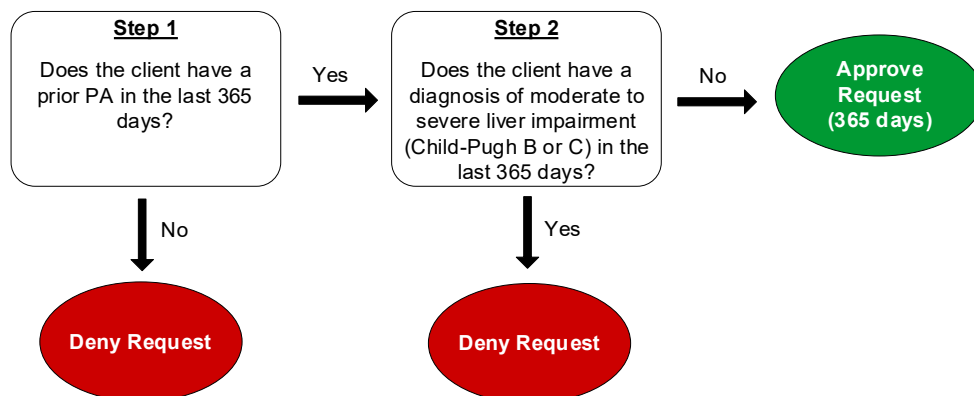 Step 1
Does the client have a
prior PA in the last 365
days?
Yes
Step 2
Does the client have a
diagnosis of moderate to
severe liver impairment
(Child-Pugh B or C) in the
last 365 days?
No
Approve
Request
(365 days)
No
Yes
Deny Request
Deny Request